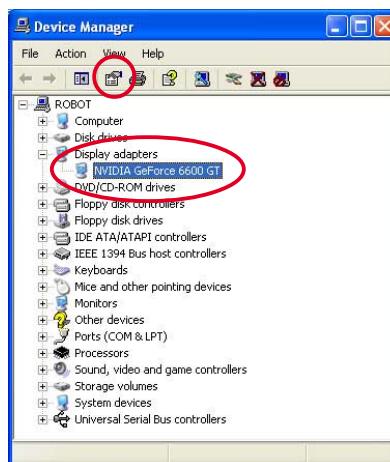 Device Manager
File Action View Help
ROBOT
Computer
Disk drives
Display adapters
NVIDIA GeForce 6600 GT
DVD/CD-ROM drives
Floppy disk controllers
Floppy disk drives
IDE ATA/ATAPI controllers
IEEE 1394 Bus host controllers
Keyboards
Mice and other pointing devices
Monitors
Other devices
Ports (COM & LPT)
Processors
Sound, video and game controllers
Storage volumes
System devices
Universal Serial Bus controllers